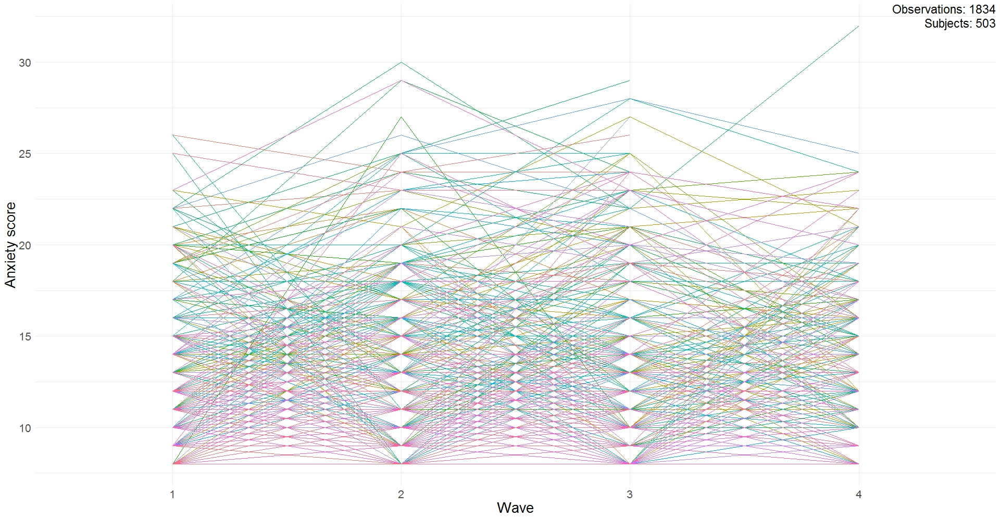 Observations: 1834
Subjects: 503
Anxiety score
30
25
20
15
10
1 2 3 4
Wave